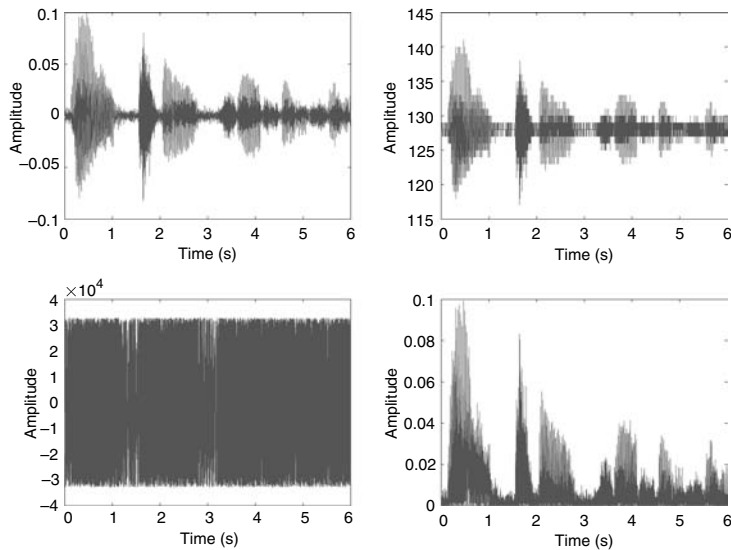 0.1
0.05
0
−0.05
−0.1
Amplitude
0 1 2 3 4 5 6
Time (s)
145
140
135
130
125
120
115
Amplitude
0 1 2 3 4 5 6
Time (s)
×10⁴
4
3
2
1
0
−1
−2
−3
−4
Amplitude
0 1 2 3 4 5 6
Time (s)
0.1
0.08
0.06
0.04
0.02
0
Amplitude
0 1 2 3 4 5 6
Time (s)